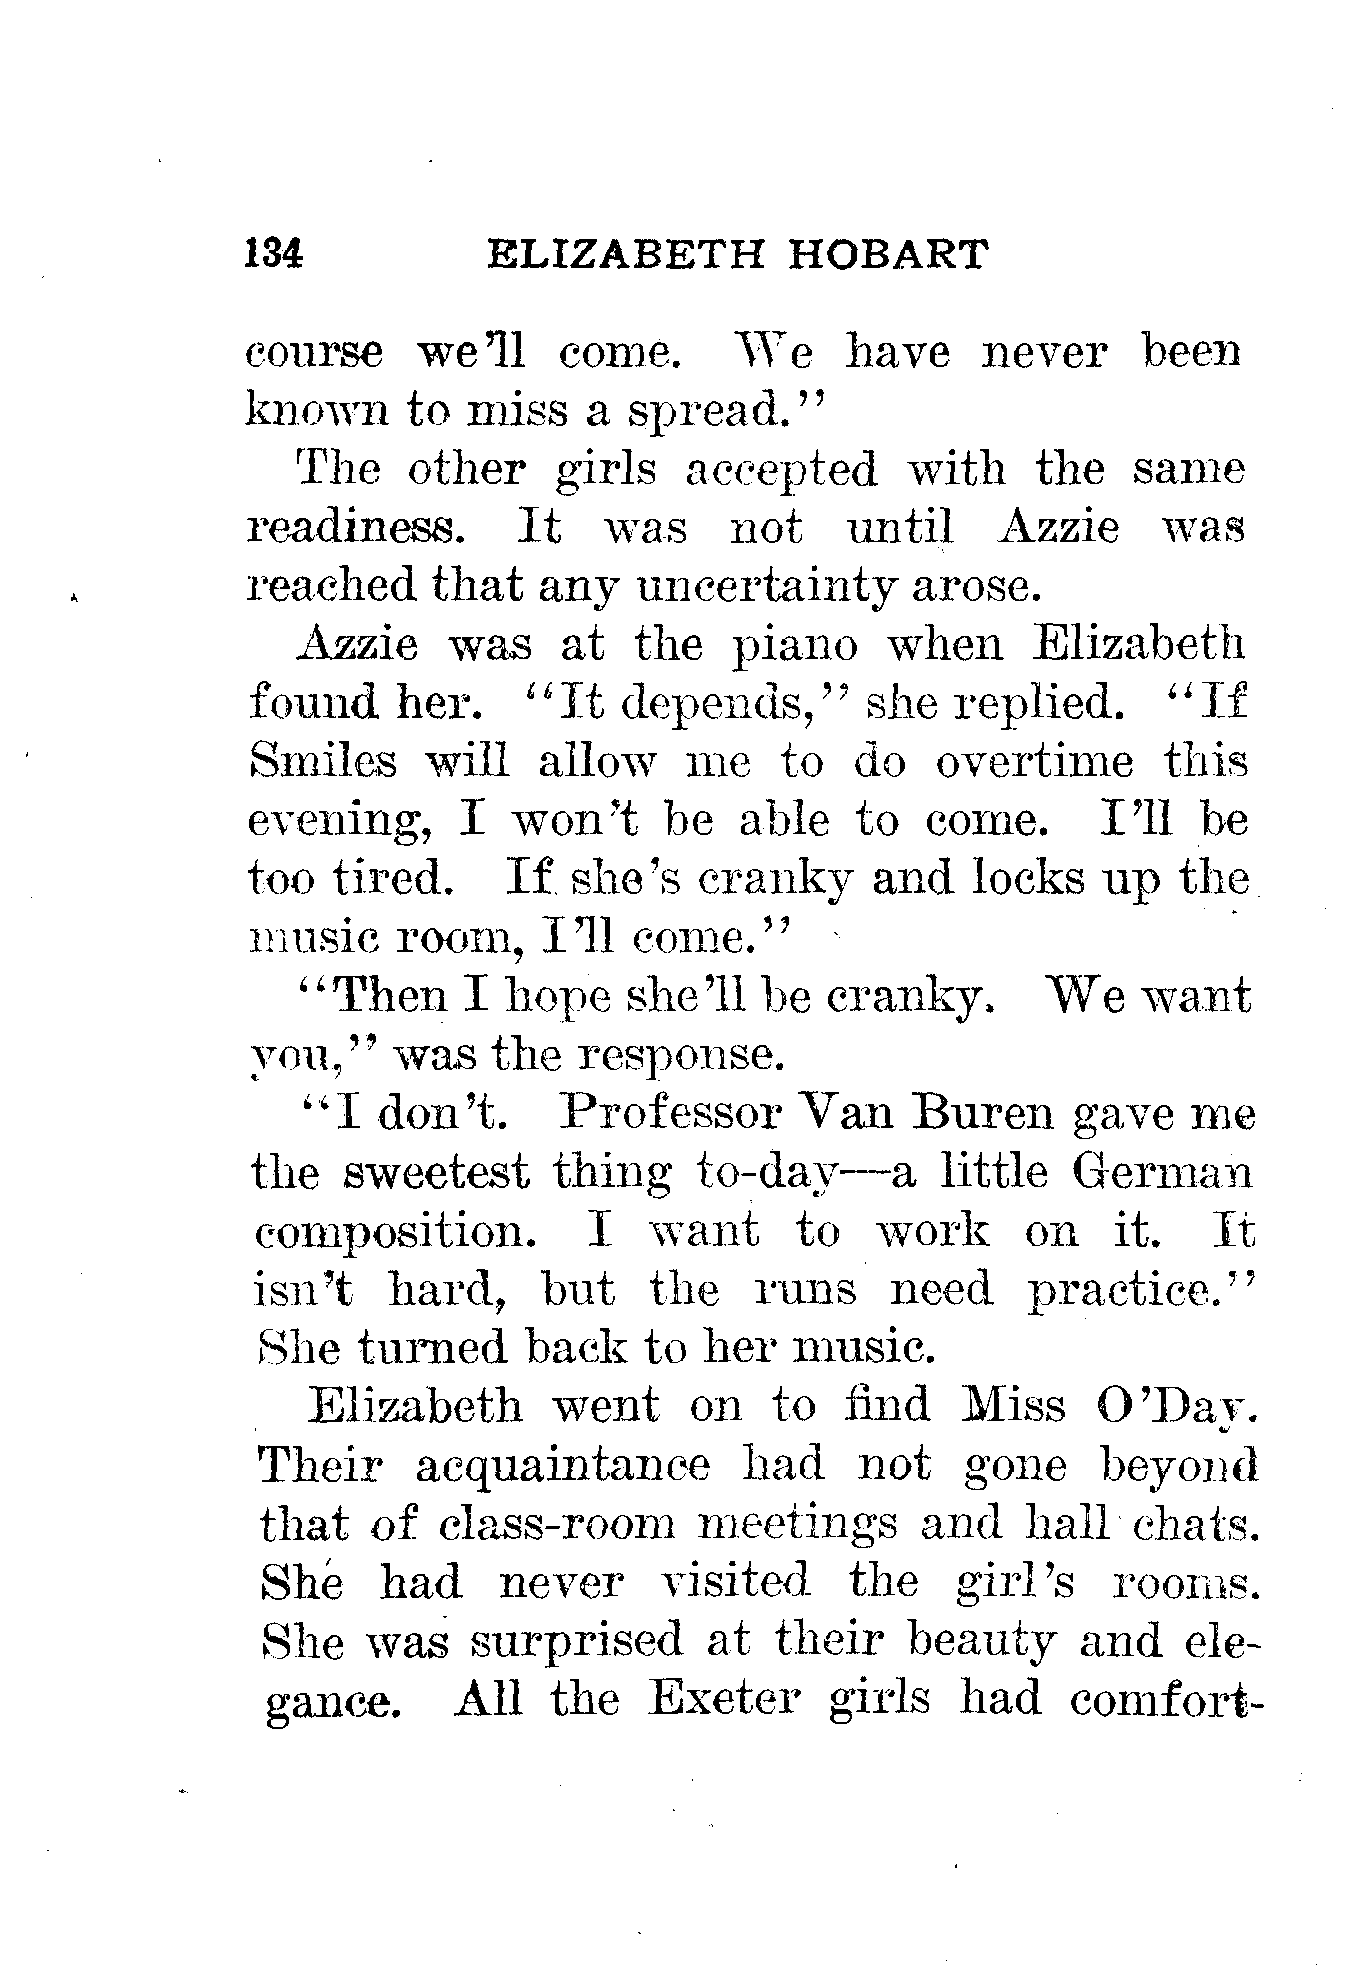 134 ELIZABETH HOBART
course we'll come. We have never been
known to miss a spread."
The other girls accepted with the same
readiness. It was not until Azzie was
reached that any uncertainty arose.
Azzie was at the piano when Elizabeth
found her. "It depends," she replied. "If
Smiles will allow me to do overtime this
evening, I won't be able to come. I'll be
too tired. If she's cranky and locks up the
music room, I'll come."
"Then I hope she'll be cranky. We want
you," was the response.
"I don't. Professor Van Buren gave me
the sweetest thing to-day—a little German
composition. I want to work on it. It
isn't hard, but the runs need practice."
She turned back to her music.
Elizabeth went on to find Miss O'Day.
Their acquaintance had not gone beyond
that of class-room meetings and hall chats.
She had never visited the girl's rooms.
She was surprised at their beauty and ele-
gance. All the Exeter girls had comfort-